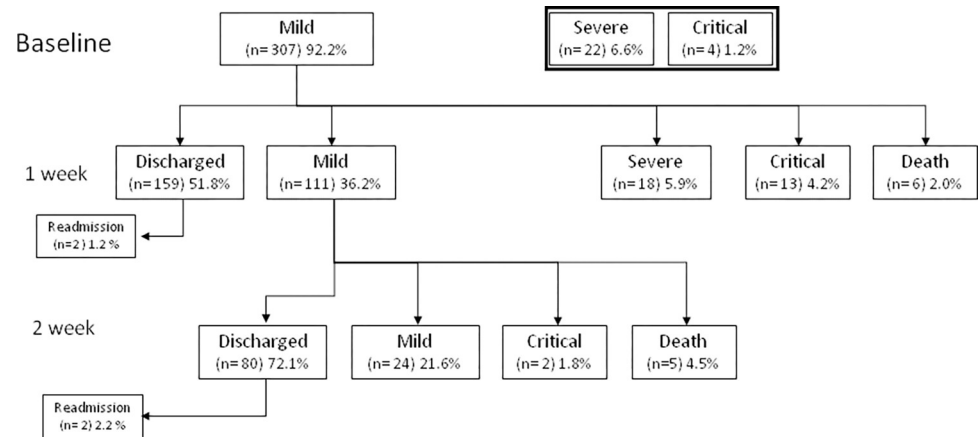 Baseline
Mild
(n=307) 92.2%
Severe
(n=22) 6.6%
Critical
(n=4) 1.2%
1 week
Discharged
(n=159) 51.8%
Mild
(n=111) 36.2%
Severe
(n=18) 5.9%
Critical
(n=13) 4.2%
Death
(n=6) 2.0%
Readmission
(n=2) 1.2 %
2 week
Discharged
(n=80) 72.1%
Mild
(n=24) 21.6%
Critical
(n=2) 1.8%
Death
(n=5) 4.5%
Readmission
(n=2) 2.2 %